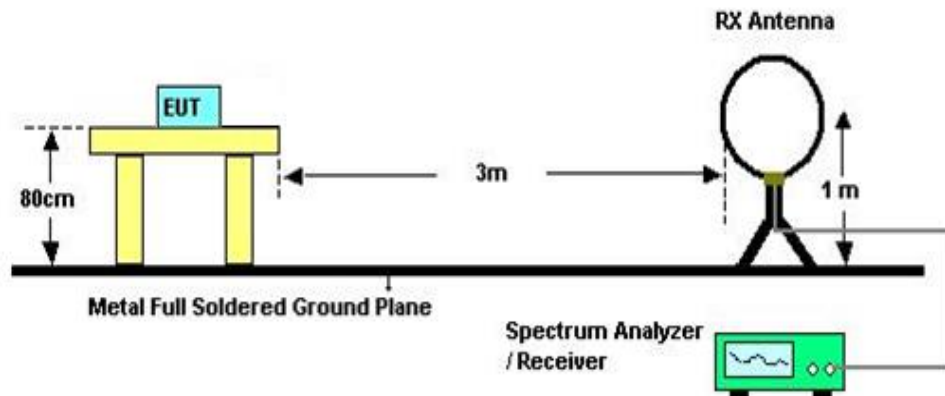 RX Antenna
EUT
80cm
3m
1 m
Metal Full Soldered Ground Plane
Spectrum Analyzer
/ Receiver